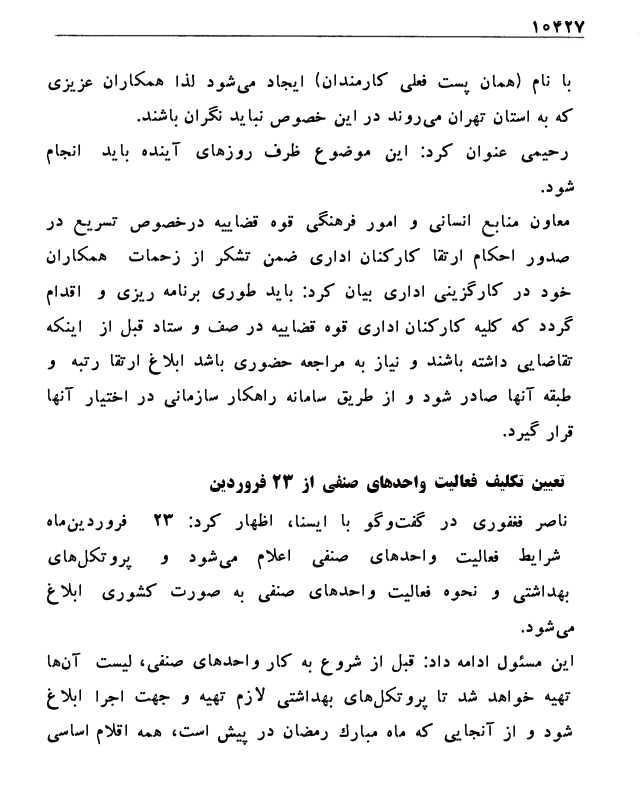 ۱۰۴۲۷
با نام (همان پست فعلی کارمندان) ایجاد می‌شود لذا همکاران عزیزی
که به استان تهران می‌روند در این خصوص نباید نگران باشند.
رحیمی عنوان کرد: این موضوع ظرف روزهای آینده باید انجام
شود.
معاون منابع انسانی و امور فرهنگی قوه قضاییه درخصوص تسریع در
صدور احکام ارتقا کارکنان اداری ضمن تشکر از زحمات همکاران
خود در کارگزینی اداری بیان کرد: باید طوری برنامه ریزی و اقدام
گردد که کلیه کارکنان اداری قوه قضاییه در صف و ستاد قبل از اینکه
تقاضایی داشته باشند و نیاز به مراجعه حضوری باشد ابلاغ ارتقا رتبه و
طبقه آنها صادر شود و از طریق سامانه راهکار سازمانی در اختیار آنها
قرار گیرد.
تعیین تکلیف فعالیت واحدهای صنفی از ۲۳ فروردین
ناصر فغفوری در گفت‌وگو با ایسنا، اظهار کرد: ۲۳ فروردین‌ماه
شرایط فعالیت واحدهای صنفی اعلام می‌شود و پروتکل‌های
بهداشتی و نحوه فعالیت واحدهای صنفی به صورت کشوری ابلاغ
می‌شود.
این مسئول ادامه داد: قبل از شروع به کار واحدهای صنفی، لیست آن‌ها
تهیه خواهد شد تا پروتکل‌های بهداشتی لازم تهیه و جهت اجرا ابلاغ
شود و از آنجایی که ماه مبارك رمضان در پیش است، همه اقلام اساسی